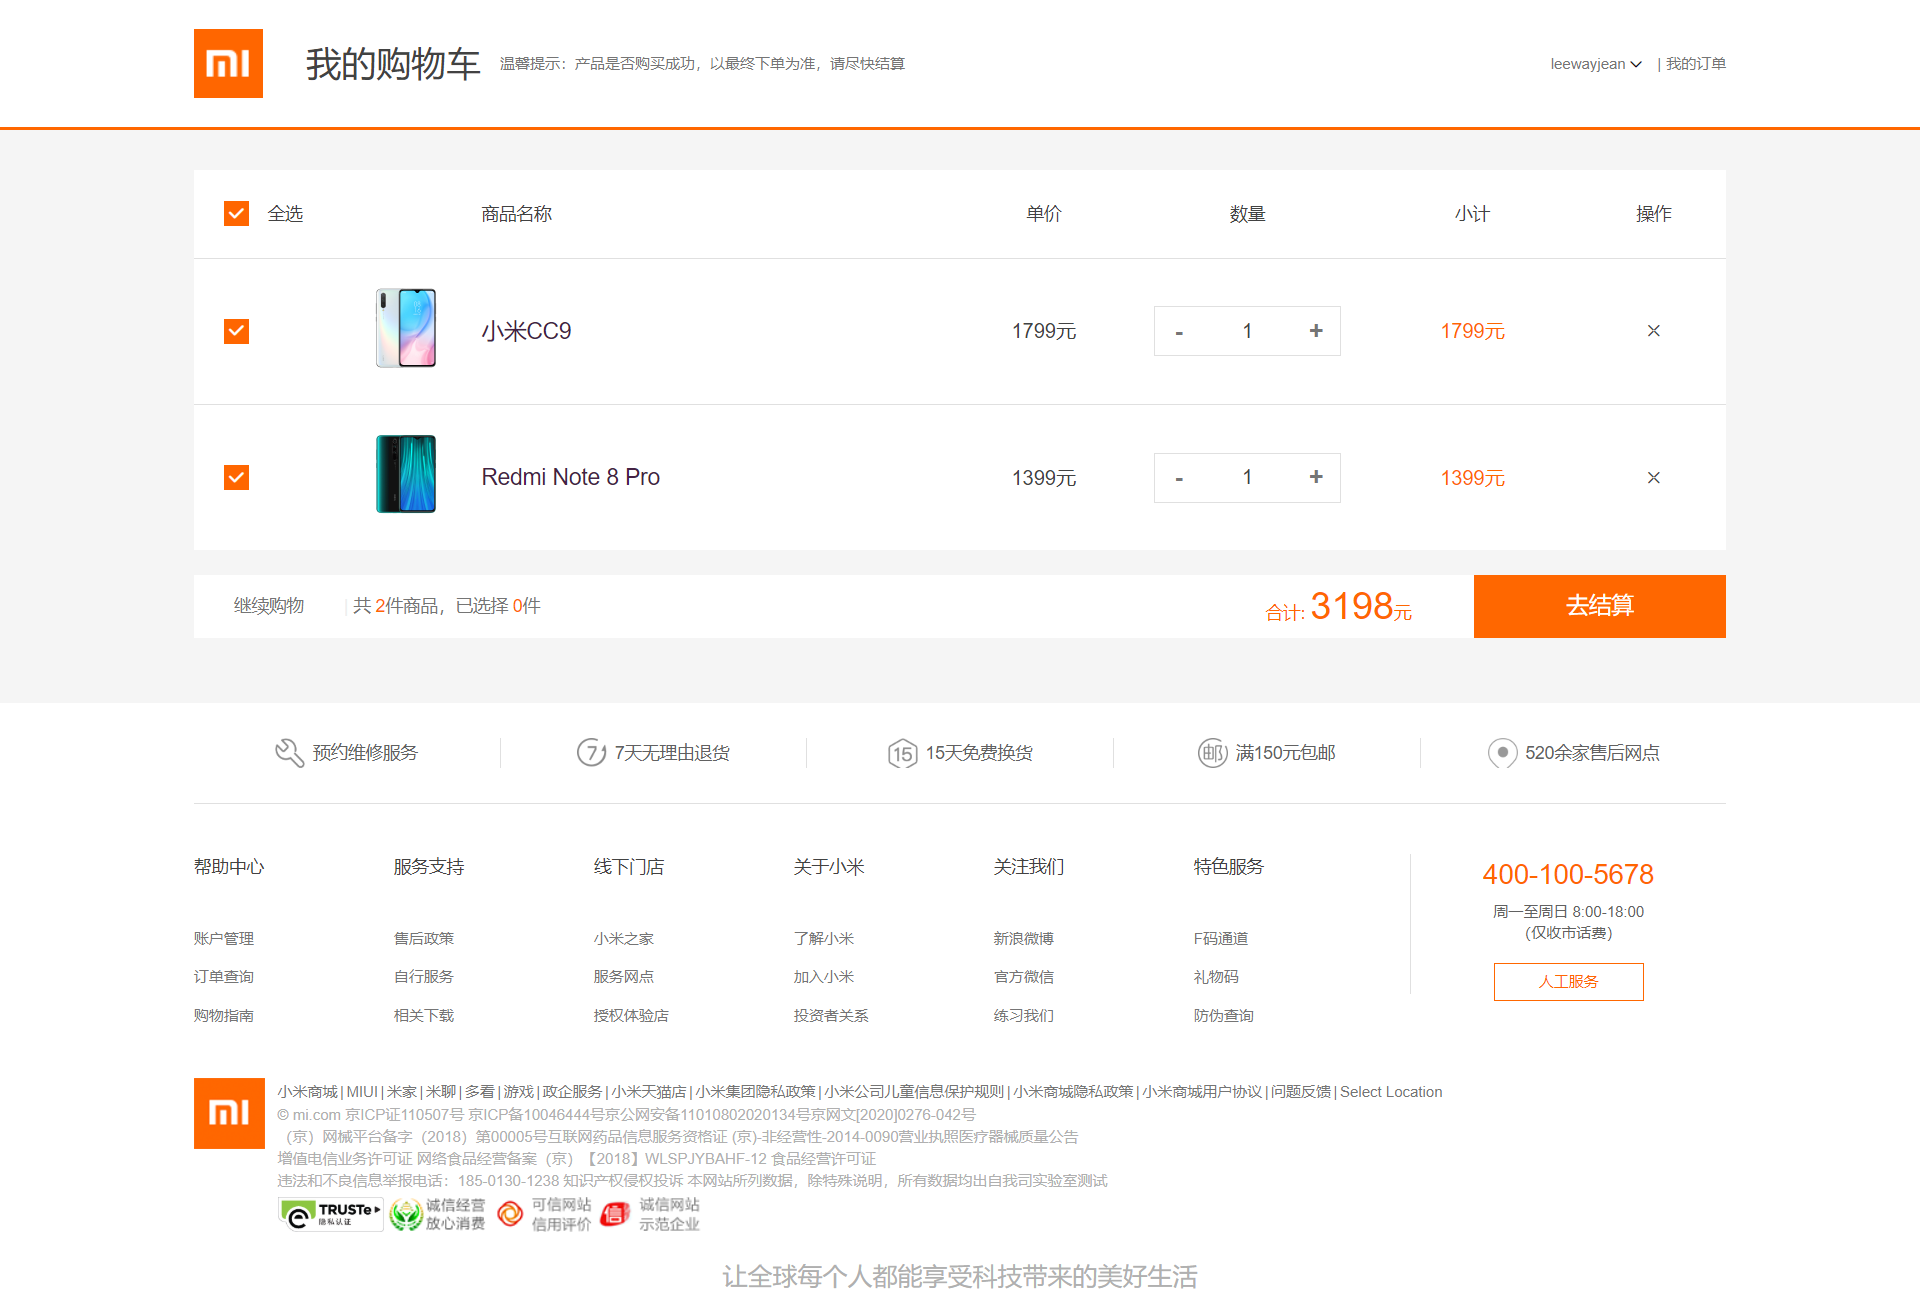 mi 我的购物车 温馨提示：产品是否购买成功，以最终下单为准，请尽快结算 leewayjean | 我的订单
全选 商品名称 单价 数量 小计 操作
小米CC9 1799元 - 1 + 1799元 ×
Redmi Note 8 Pro 1399元 - 1 + 1399元 ×
继续购物 | 共 2件商品，已选择 0件 合计: 3198元 去结算
预约维修服务 7 7天无理由退货 15 15天免费换货 邮 满150元包邮 520余家售后网点
帮助中心 服务支持 线下门店 关于小米 关注我们 特色服务
400-100-5678
周一至周日 8:00-18:00
(仅收市话费)
人工服务
账户管理 售后政策 小米之家 了解小米 新浪微博 F码通道
订单查询 自行服务 服务网点 加入小米 官方微信 礼物码
购物指南 相关下载 授权体验店 投资者关系 练习我们 防伪查询
mi 小米商城|MIUI|米家|米聊|多看|游戏|政企服务|小米天猫店|小米集团隐私政策|小米公司儿童信息保护规则|小米商城隐私政策|小米商城用户协议|问题反馈|Select Location
© mi.com 京ICP证110507号 京ICP备10046444号京公网安备11010802020134号京网文[2020]0276-042号
（京）网械平台备字（2018）第00005号互联网药品信息服务资格证 (京)-非经营性-2014-0090营业执照医疗器械质量公告
增值电信业务许可证 网络食品经营备案（京）【2018】WLSPJYBAHF-12 食品经营许可证
违法和不良信息举报电话：185-0130-1238 知识产权侵权投诉 本网站所列数据，除特殊说明，所有数据均出自我司实验室测试
TRUSTe 诚信经营 可信网站 诚信网站
隐私认证 放心消费 信用评价 信 示范企业
让全球每个人都能享受科技带来的美好生活